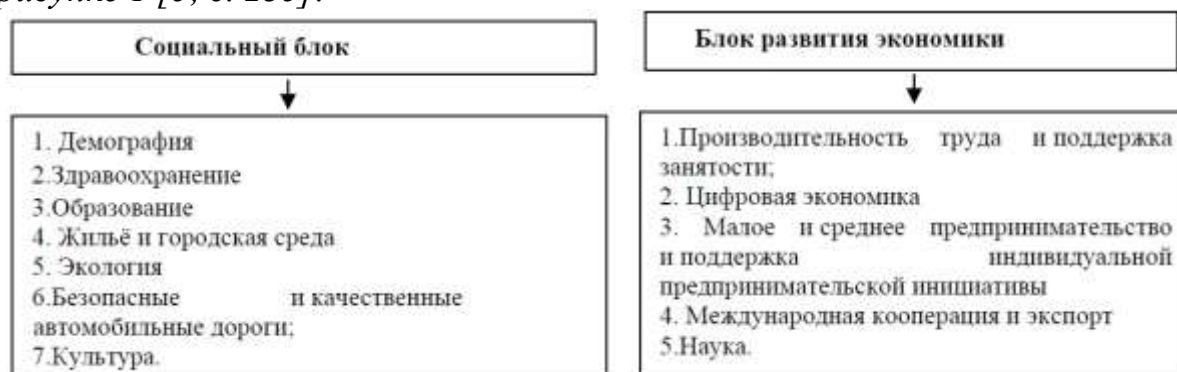 Социальный блок
1. Демография
2.Здравоохранение
3.Образование
4. Жильё и городская среда
5. Экология
6.Безопасные и качественные
автомобильные дороги;
7.Культура.
Блок развития экономики
1.Производительность труда и поддержка
занятости;
2. Цифровая экономика
3. Малое и среднее предпринимательство
и поддержка индивидуальной
предпринимательской инициативы
4. Международная кооперация и экспорт
5.Наука.